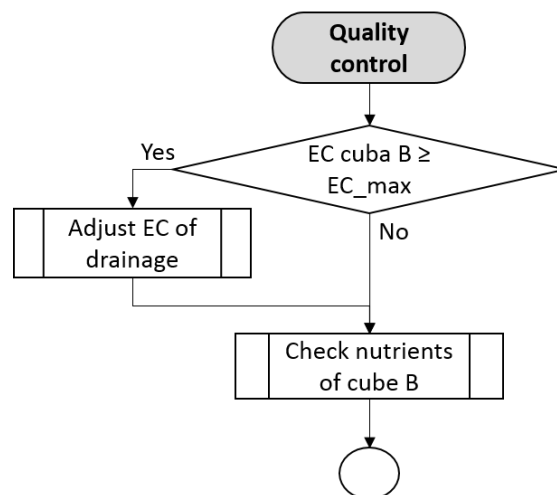 Quality
control
Yes
EC cuba B ≥
EC_max
Adjust EC of
drainage
No
Check nutrients
of cube B